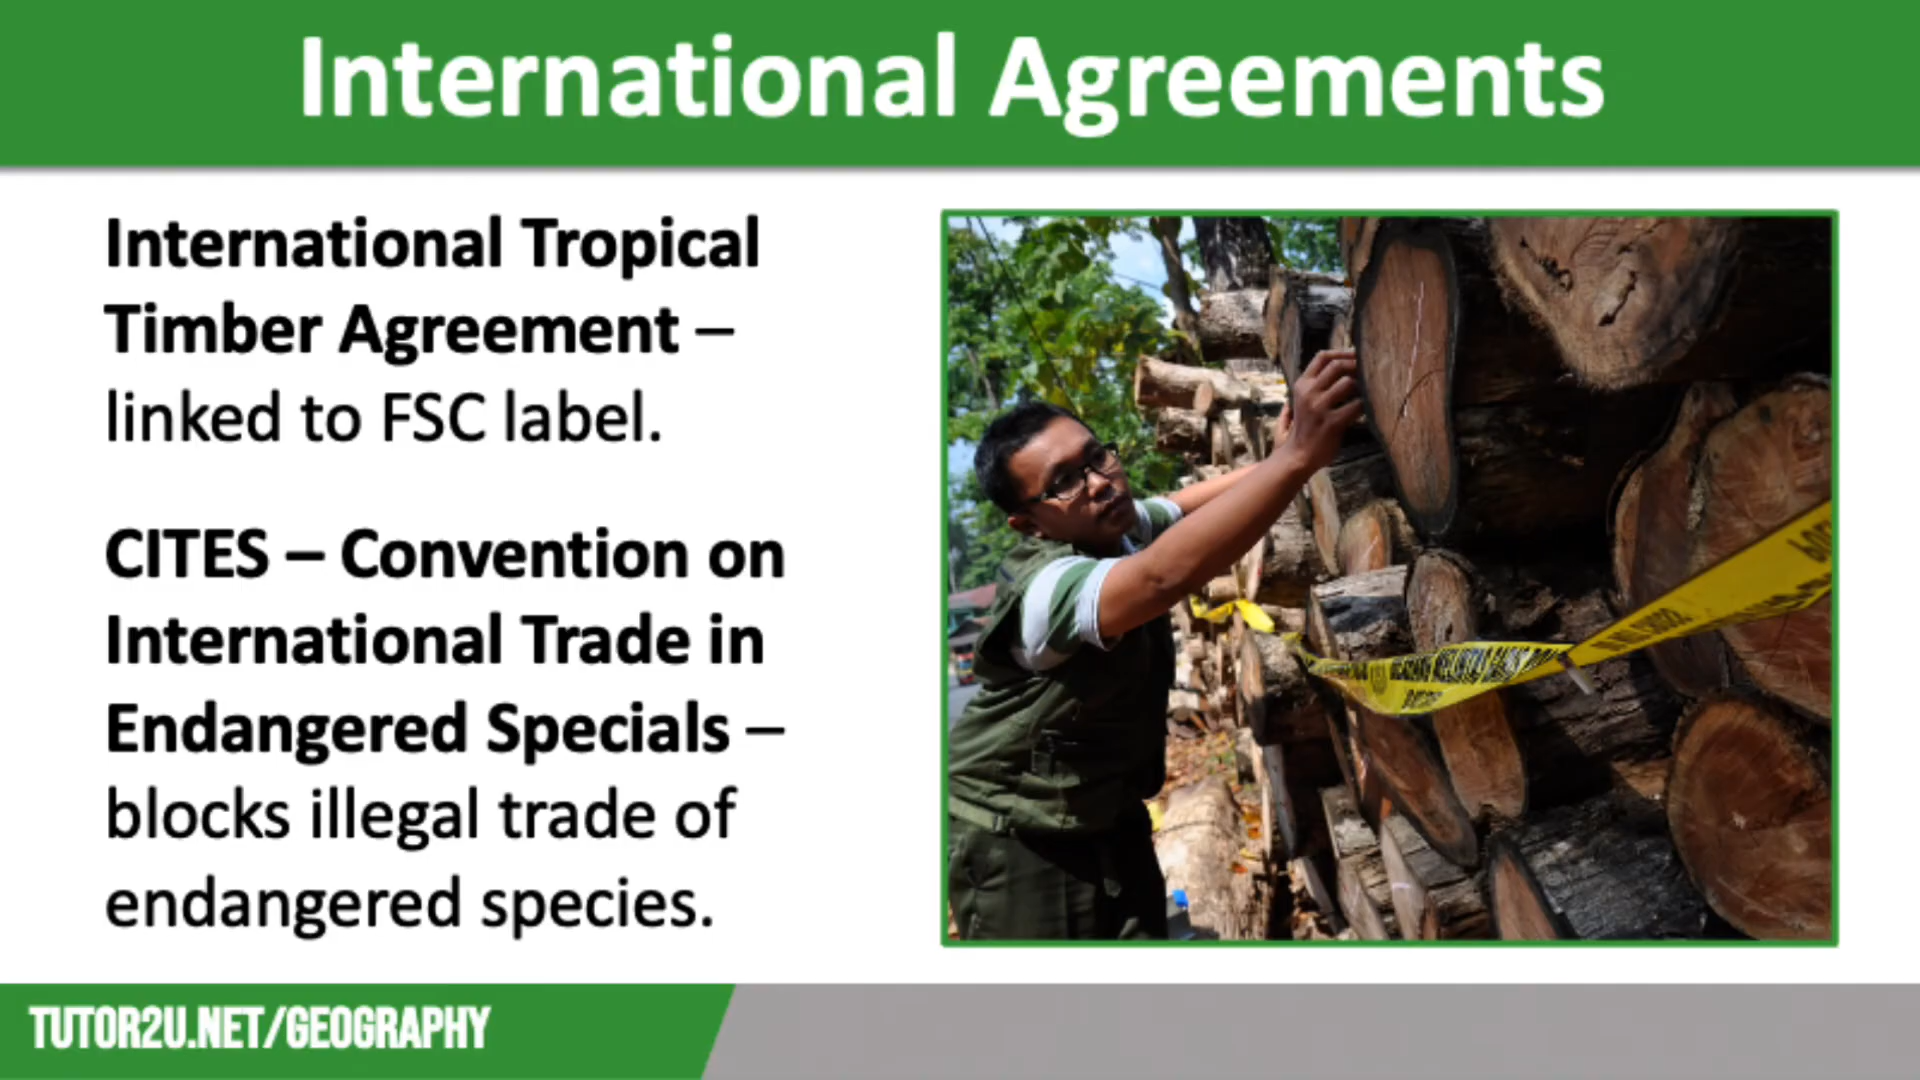 International Agreements
International Tropical
Timber Agreement –
linked to FSC label.
CITES – Convention on
International Trade in
Endangered Specials –
blocks illegal trade of
endangered species.
TUTOR2U.NET/GEOGRAPHY